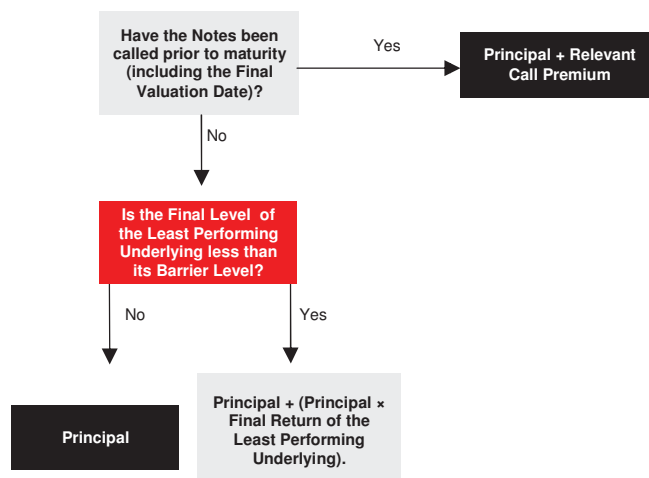 Have the Notes been
called prior to maturity
(including the Final
Valuation Date)?
Yes
Principal + Relevant
Call Premium
No
Is the Final Level of
the Least Performing
Underlying less than
its Barrier Level?
No
Yes
Principal
Principal + (Principal ×
Final Return of the
Least Performing
Underlying).